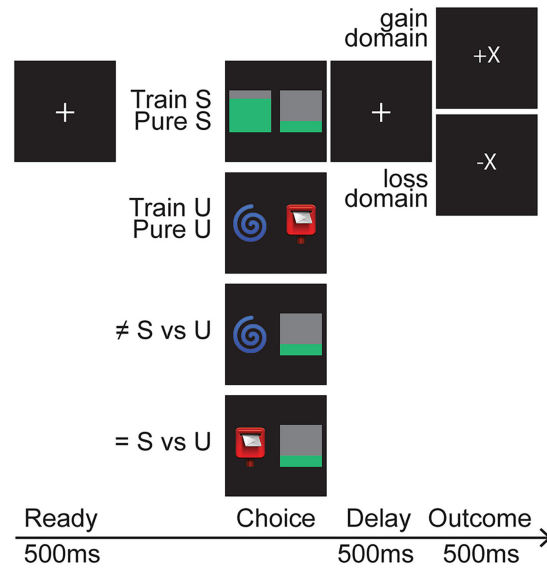 gain
domain
+X
+
Train S
Pure S
+
-X
loss
domain
Train U
Pure U
≠ S vs U
= S vs U
Ready
Choice
Delay
Outcome
500ms
500ms
500ms